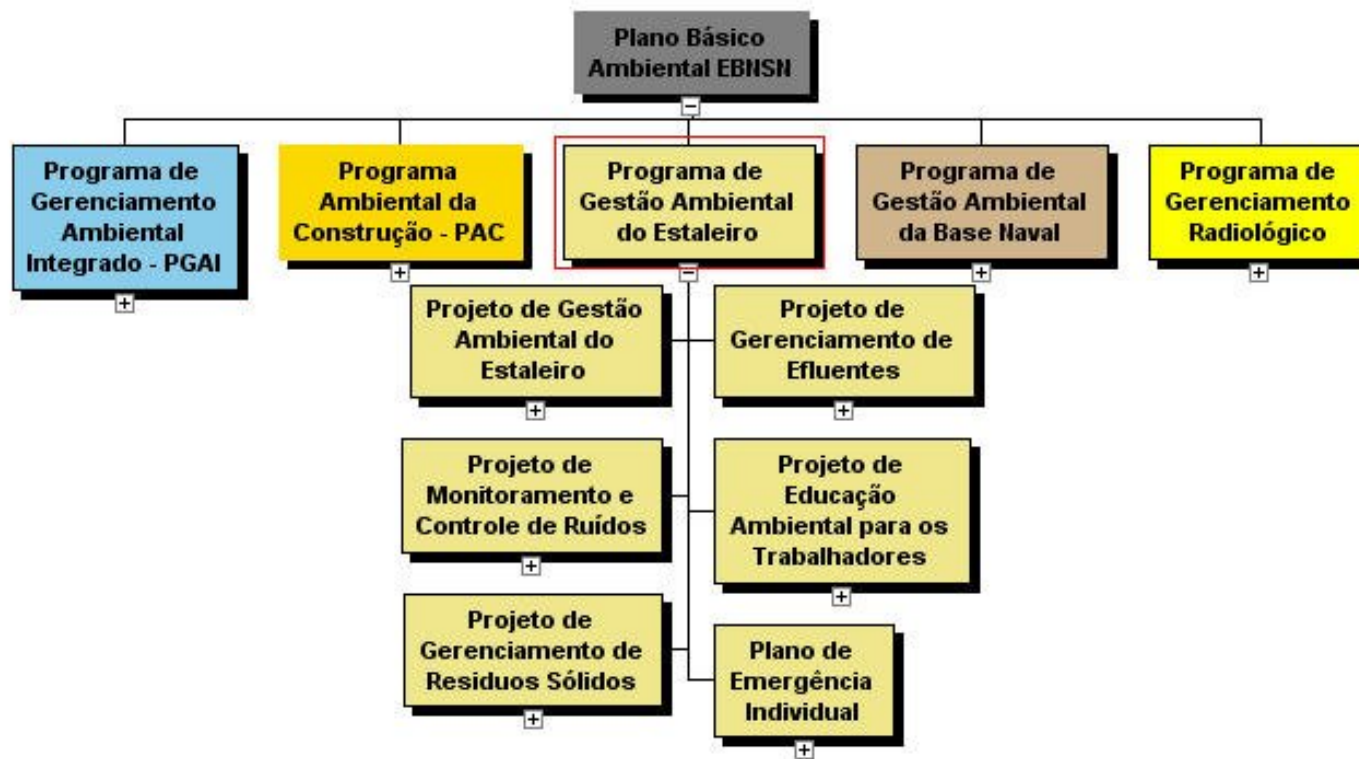 Plano Básico
Ambiental EBNSN
Programa de
Gerenciamento
Ambiental
Integrado - PGAI
Programa
Ambiental da
Construção - PAC
Programa de
Gestão Ambiental
do Estaleiro
Programa de
Gestão Ambiental
da Base Naval
Programa de
Gerenciamento
Radiológico
Projeto de Gestão
Ambiental do
Estaleiro
Projeto de
Gerenciamento de
Efluentes
Projeto de
Monitoramento e
Controle de Ruídos
Projeto de
Educação
Ambiental para os
Trabalhadores
Projeto de
Gerenciamento de
Residuos Sólidos
Plano de
Emergência
Individual